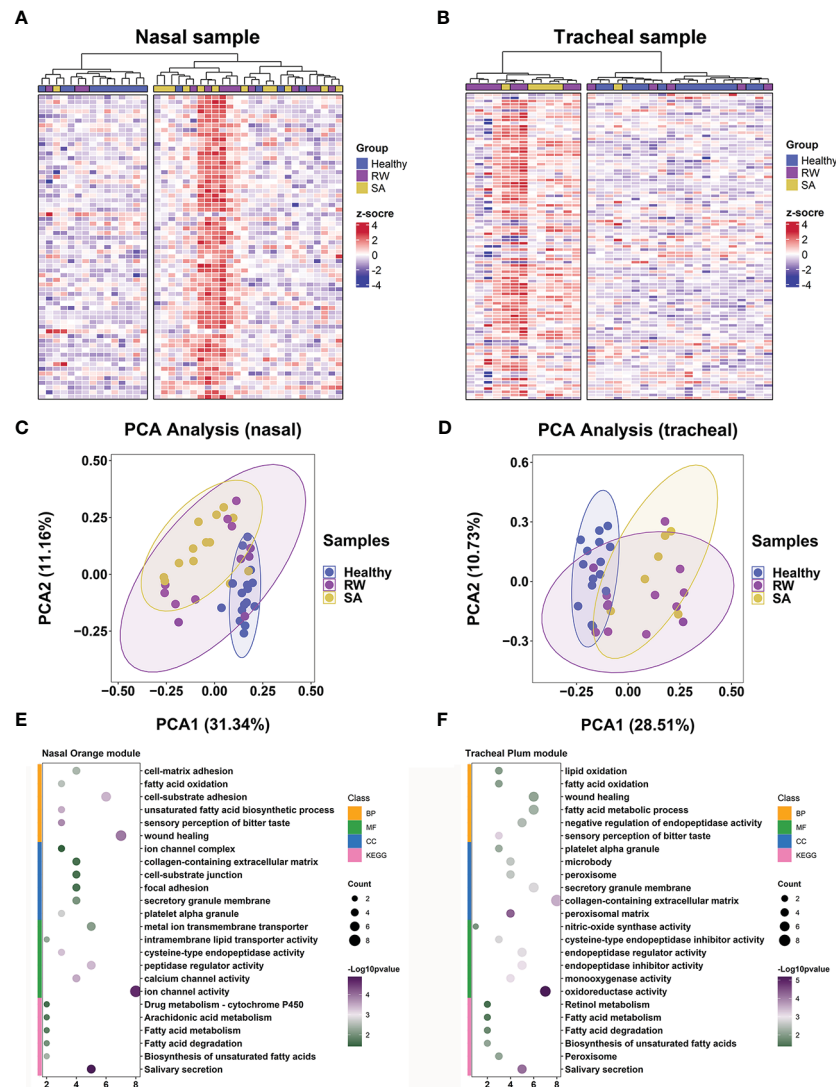 A
Nasal sample
Group
Healthy
RW
SA
z-socre
4
2
0
-2
-4
B
Tracheal sample
Group
Healthy
RW
SA
z-socre
4
2
0
-2
-4
C
PCA Analysis (nasal)
PCA2 (11.16%)
0.50
0.25
0.00
−0.25
−0.50 −0.25 0.00 0.25 0.50
PCA1 (31.34%)
Samples
Healthy
RW
SA
D
PCA Analysis (tracheal)
PCA2 (10.73%)
0.6
0.3
0.0
−0.3
−0.25 0.00 0.25 0.50
PCA1 (28.51%)
Samples
Healthy
RW
SA
E
Nasal Orange module
cell-matrix adhesion
fatty acid oxidation
cell-substrate adhesion
unsaturated fatty acid biosynthetic process
sensory perception of bitter taste
wound healing
ion channel complex
collagen-containing extracellular matrix
cell-substrate junction
focal adhesion
secretory granule membrane
platelet alpha granule
metal ion transmembrane transporter
intramembrane lipid transporter activity
cysteine-type endopeptidase activity
peptidase regulator activity
calcium channel activity
ion channel activity
Drug metabolism - cytochrome P450
Arachidonic acid metabolism
Fatty acid metabolism
Fatty acid degradation
Biosynthesis of unsaturated fatty acids
Salivary secretion
2 4 6 8
Class
BP
MF
CC
KEGG
Count
2
4
6
8
-Log10pvalue
4
3
2
F
Tracheal Plum module
lipid oxidation
fatty acid oxidation
wound healing
fatty acid metabolic process
negative regulation of endopeptidase activity
sensory perception of bitter taste
platelet alpha granule
microbody
peroxisome
secretory granule membrane
collagen-containing extracellular matrix
peroxisomal matrix
nitric-oxide synthase activity
cysteine-type endopeptidase inhibitor activity
endopeptidase regulator activity
endopeptidase inhibitor activity
monooxygenase activity
oxidoreductase activity
Retinol metabolism
Fatty acid metabolism
Fatty acid degradation
Biosynthesis of unsaturated fatty acids
Peroxisome
Salivary secretion
2 4 6 8
Class
BP
MF
CC
KEGG
Count
2
4
6
8
-Log10pvalue
5
4
3
2